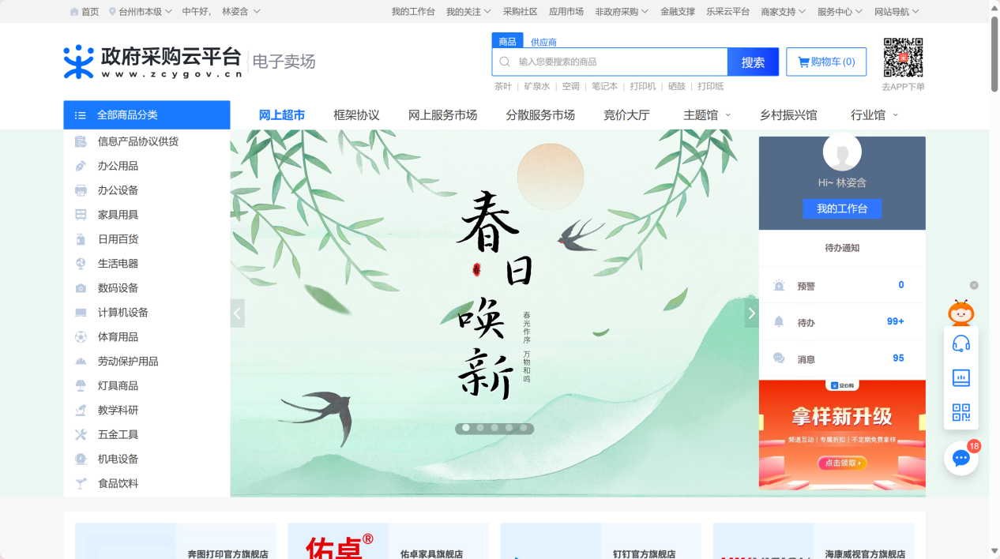 首页 台州市本级 中午好, 林姿含 我的工作台 我的关注 采购社区 应用市场 非政府采购 金融支撑 乐采云平台 商家支持 服务中心 网站导航
政府采购云平台
www.zcygov.cn
电子卖场
商品 供应商
输入您要搜索的商品
搜索
购物车(0)
采
茶叶 | 矿泉水 | 空调 | 笔记本 | 打印机 | 硒鼓 | 打印纸
去APP下单
全部商品分类
网上超市 框架协议 网上服务市场 分散服务市场 竞价大厅 主题馆 乡村振兴馆 行业馆
信息产品协议供货
办公用品
办公设备
家具用具
日用百货
生活电器
数码设备
计算机设备
体育用品
劳动保护用品
灯具商品
教学科研
五金工具
机电设备
食品饮料
春
日
唤
新
春
春光作序 万物和鸣
Hi~ 林姿含
我的工作台
待办通知
预警 0
待办 99+
消息 95
安心购
拿样新升级
频道互动 | 专属折扣 | 不定期免费拿样
点击领取
18
奔图打印官方旗舰店
佑卓®
佑卓家具旗舰店
钉钉官方旗舰店
HIKVISION
海康威视官方旗舰店